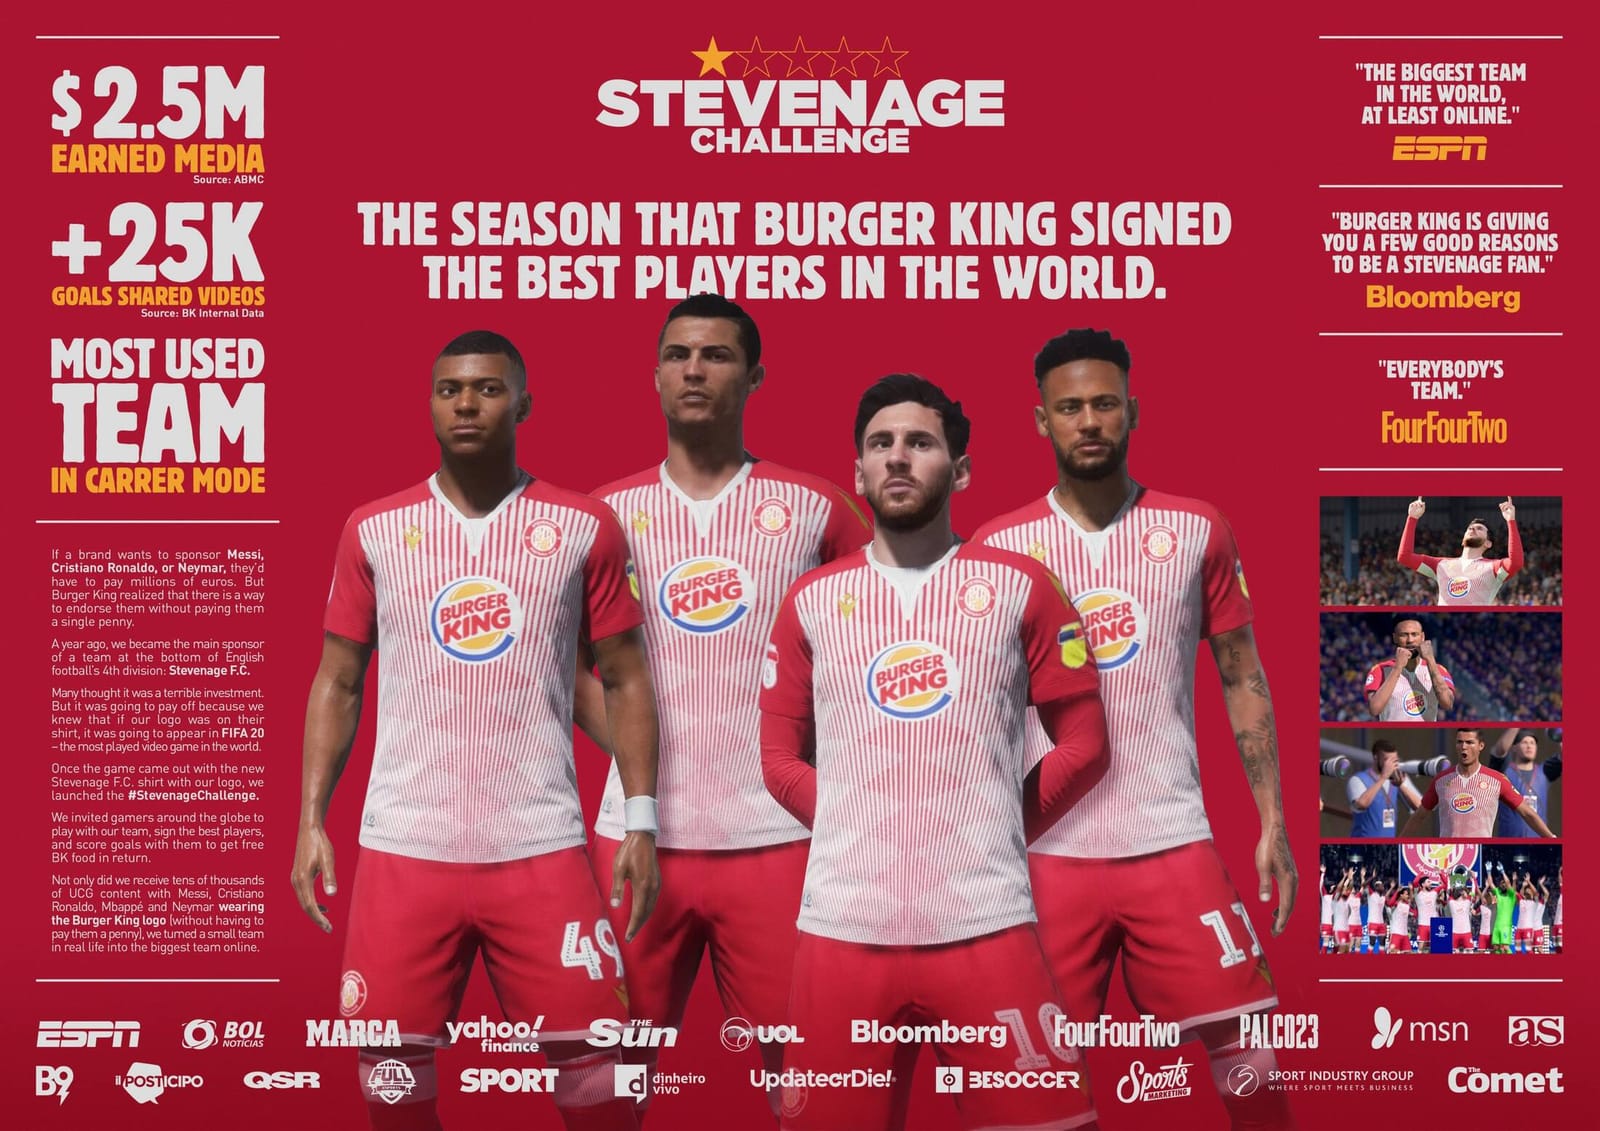 $2.5M
EARNED MEDIA
Source: ABMC
+25K
GOALS SHARED VIDEOS
Source: BK Internal Data
MOST USED
TEAM
IN CARRER MODE
If a brand wants to sponsor Messi,
Cristiano Ronaldo, or Neymar, they'd
have to pay millions of euros. But
Burger King realized that there is a way
to endorse them without paying them
a single penny.
A year ago, we became the main sponsor
of a team at the bottom of English
football's 4th division: Stevenage F.C.
Many thought it was a terrible investment.
But it was going to pay off because we
knew that if our logo was on their
shirt, it was going to appear in FIFA 20
– the most played video game in the world.
Once the game came out with the new
Stevenage F.C. shirt with our logo, we
launched the #StevenageChallenge.
We invited gamers around the globe to
play with our team, sign the best players,
and score goals with them to get free
BK food in return.
Not only did we receive tens of thousands
of UCG content with Messi, Cristiano
Ronaldo, Mbappé and Neymar wearing
the Burger King logo (without having to
pay them a penny), we turned a small team
in real life into the biggest team online.
STEVENAGE
CHALLENGE
THE SEASON THAT BURGER KING SIGNED
THE BEST PLAYERS IN THE WORLD.
BURGER
KING
BURGER
KING
BURGER
KING
BURGER
KING
49
10
11
"THE BIGGEST TEAM
IN THE WORLD,
AT LEAST ONLINE."
ESPN
"BURGER KING IS GIVING
YOU A FEW GOOD REASONS
TO BE A STEVENAGE FAN."
Bloomberg
"EVERYBODY'S
TEAM."
FourFourTwo
ESPN
BOL
NOTÍCIAS
MARCA
yahoo!
finance
THE
Sun
UOL
Bloomberg
FourFourTwo
PALCO23
msn
as
B9
il POSTICIPO
QSR
FULL
ESPORTS
SPORT
d dinheiro
vivo
UpdateorDie!
BESOCCER
Sports
MARKETING
SPORT INDUSTRY GROUP
WHERE SPORT MEETS BUSINESS
The
Comet